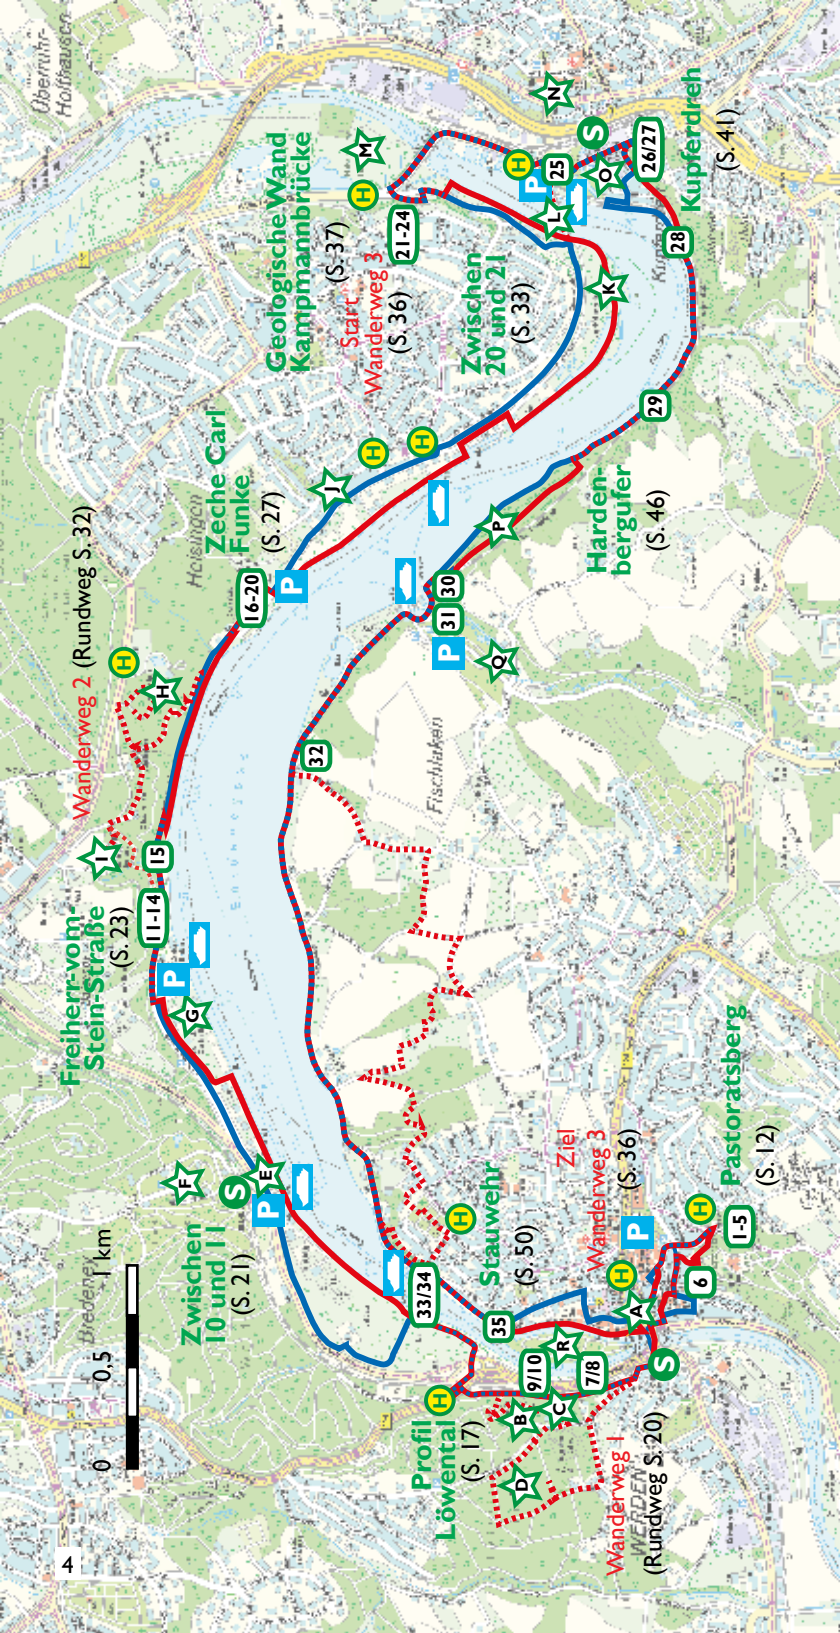 4
0
0,5
1 km
Überruhr-
Holthausen
Heisingen
Fischlaken
WERDEN
Geologische Wand
Kampmannbrücke
(S. 37)
Start
Wanderweg 3
(S. 36)
Zwischen
20 und 21
(S. 33)
Kupferdreh
(S. 41)
Zeche Carl
Funke
(S. 27)
Harden-
bergufer
(S. 46)
Wanderweg 2 (Rundweg S. 32)
Freiherr-vom-
Stein-Straße
(S. 23)
Zwischen
10 und 11
(S. 21)
Stauwehr
(S. 50)
Ziel
Wanderweg 3
(S. 36)
Pastoratsberg
(S. 12)
Profil
Löwental
(S. 17)
Wanderweg 1
(Rundweg S. 20)
1-5
6
7/8
9/10
11-14
15
16-20
21-24
25
26/27
28
29
30
31
32
33/34
35
A
B
C
D
E
F
G
H
I
J
K
L
M
N
O
P
Q
R
H
H
H
H
H
H
H
H
H
S
S
S
P
P
P
P
P
P